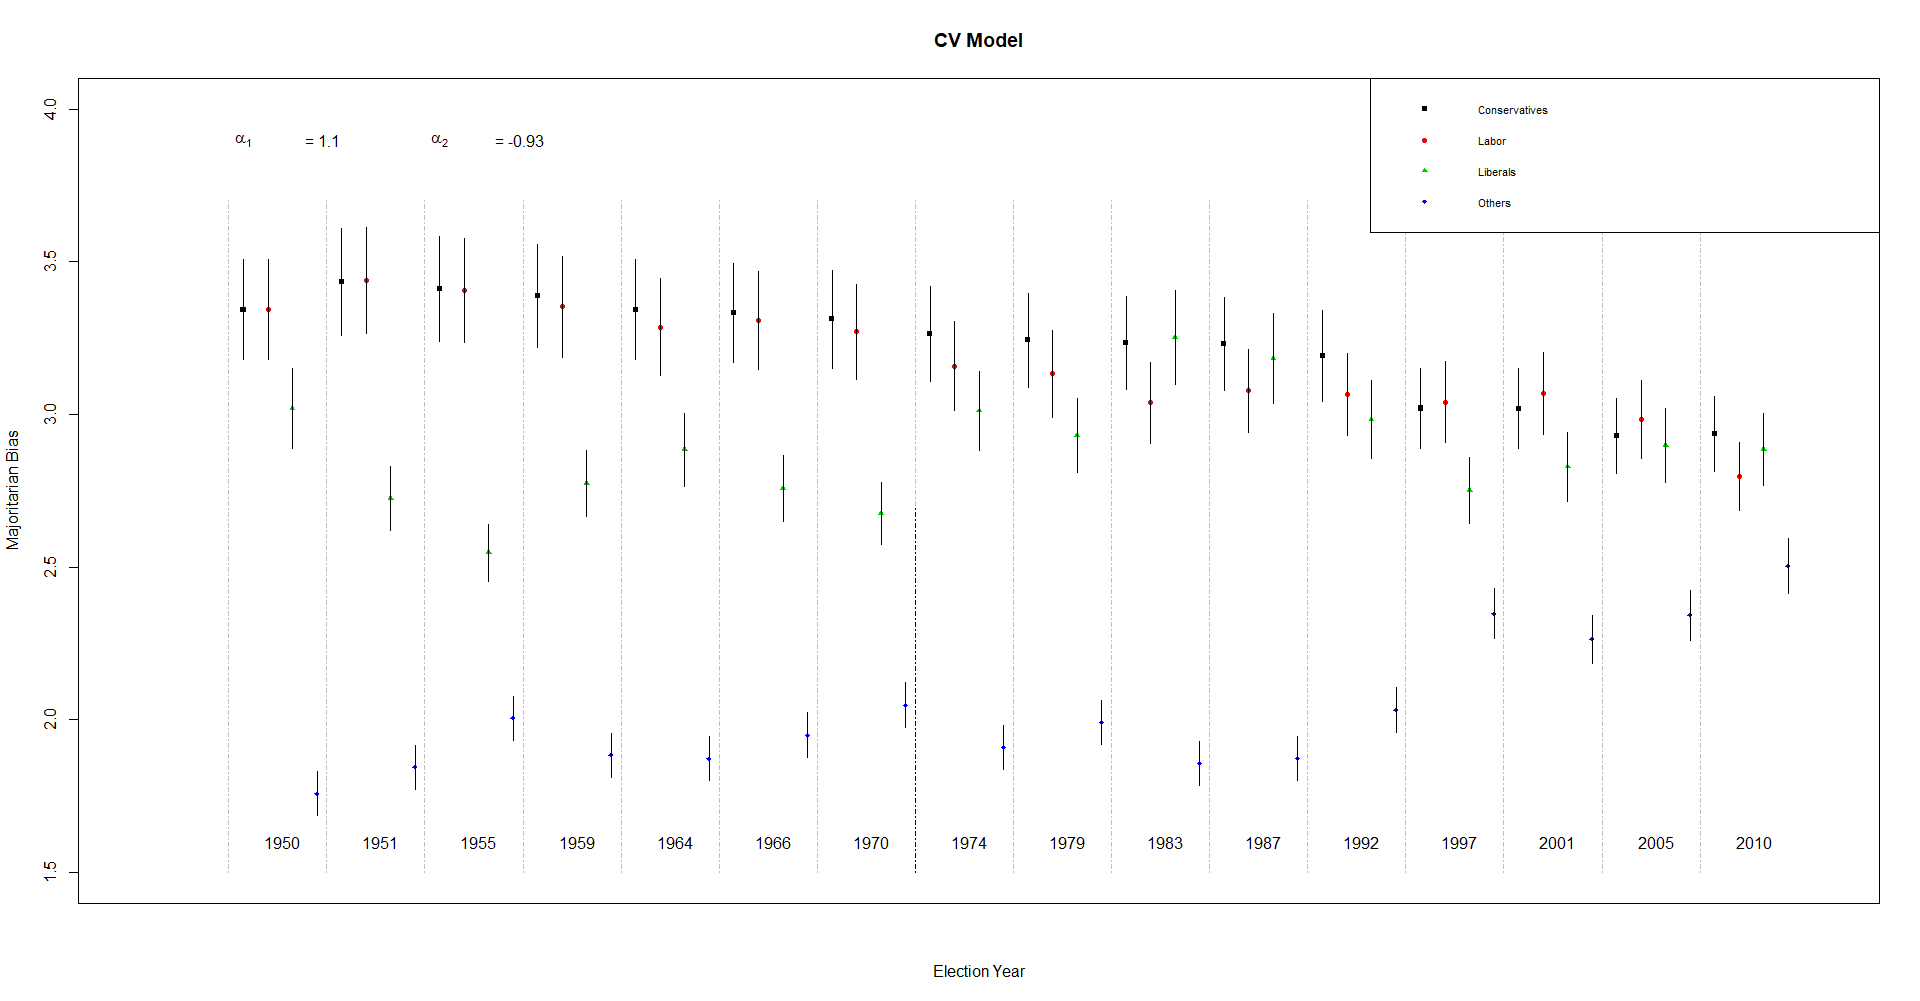 CV Model
α1 = 1.1 α2 = -0.93
Conservatives
Labor
Liberals
Others
4.0
3.5
3.0
2.5
2.0
1.5
Majoritarian Bias
1950 1951 1955 1959 1964 1966 1970 1974 1979 1983 1987 1992 1997 2001 2005 2010
Election Year